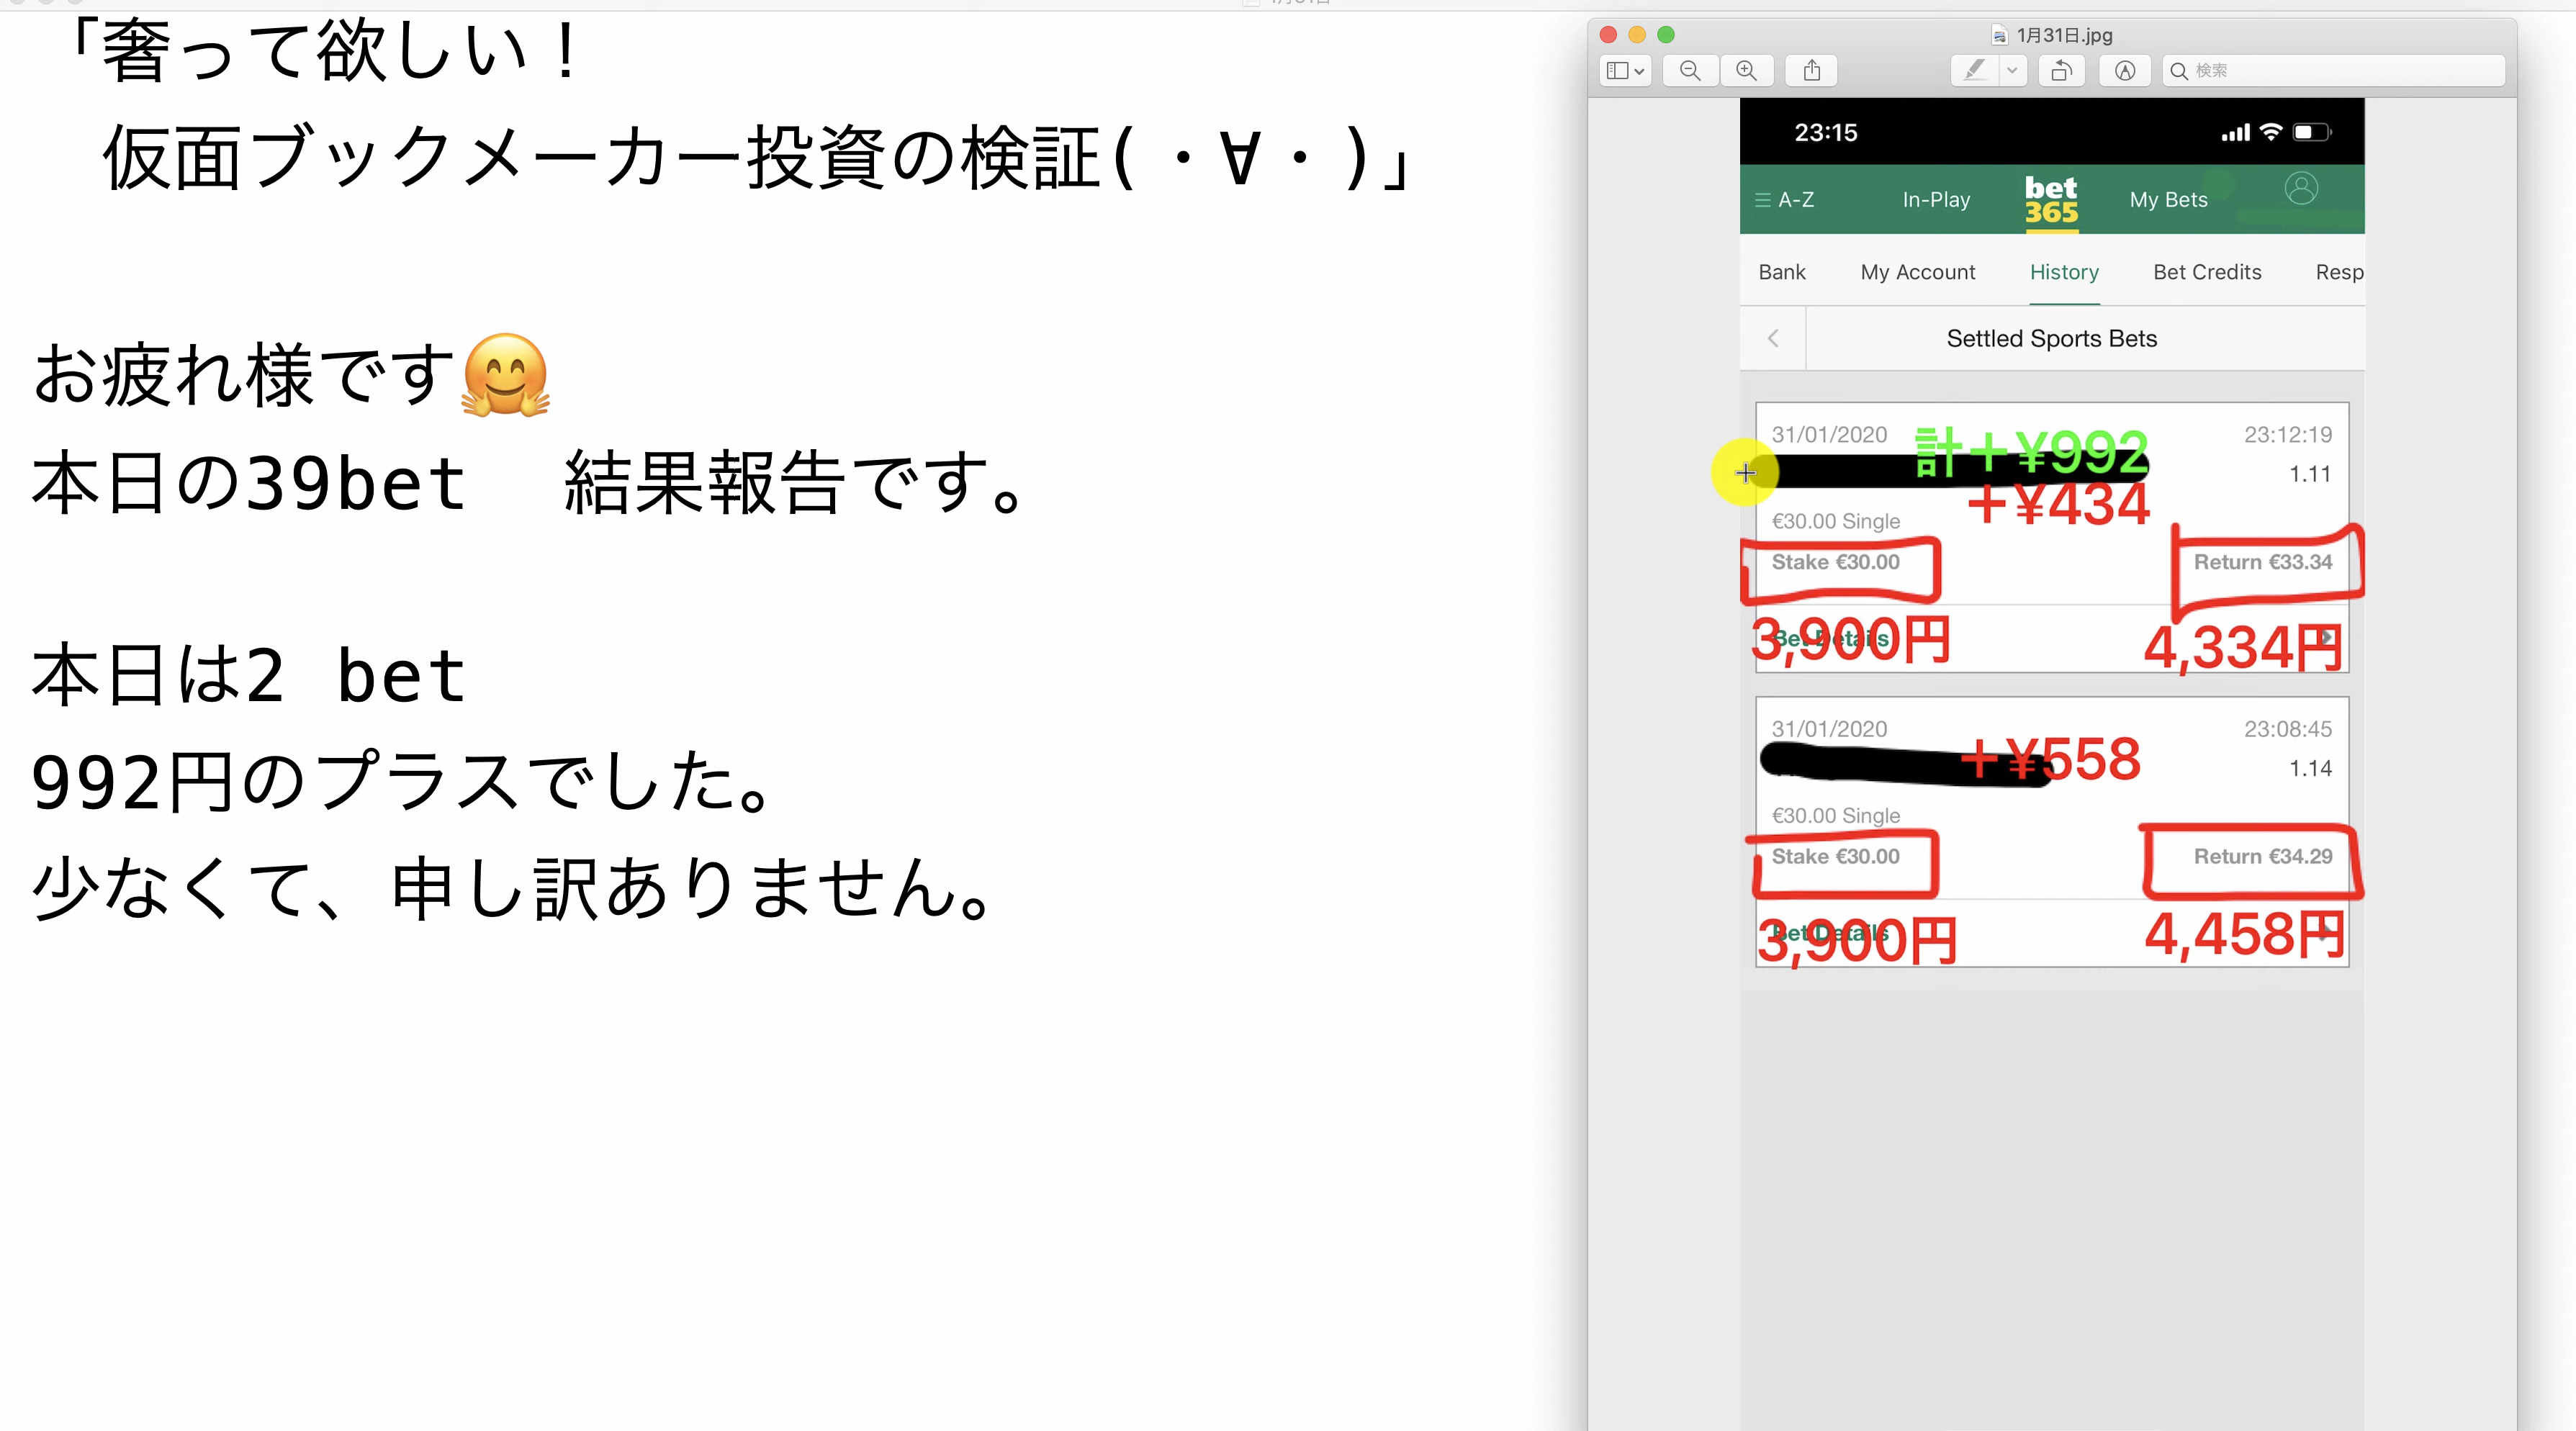 「奢って欲しい！
仮面ブックメーカー投資の検証(・∀・)」
お疲れ様です🤗
本日の39bet　結果報告です。
本日は2 bet
992円のプラスでした。
少なくて、申し訳ありません。
1月31日.jpg
検索
23:15
A-Z In-Play bet365 My Bets
Bank My Account History Bet Credits Resp
Settled Sports Bets
31/01/2020 計＋¥992 23:12:19
1.11
＋¥434
€30.00 Single
Stake €30.00 Return €33.34
Bet Details
3,900円 4,334円
31/01/2020 23:08:45
＋¥558 1.14
€30.00 Single
Stake €30.00 Return €34.29
Bet Details
3,900円 4,458円